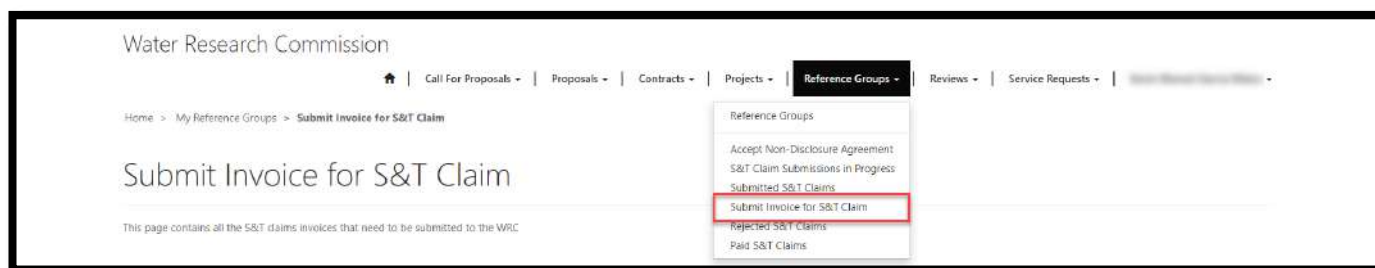 Water Research Commission
Call For Proposals | Proposals | Contracts | Projects | Reference Groups | Reviews | Service Requests |
Home > My Reference Groups > Submit Invoice for S&T Claim
Submit Invoice for S&T Claim
This page contains all the S&T claims invoices that need to be submitted to the WRC
Reference Groups
Accept Non-Disclosure Agreement
S&T Claim Submissions in Progress
Submitted S&T Claims
Submit Invoice for S&T Claim
Rejected S&T Claims
Paid S&T Claims